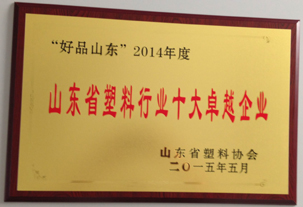 “好品山东”2014年度
山东省塑料行业十大卓越企业
山东省塑料协会
二〇一五年五月